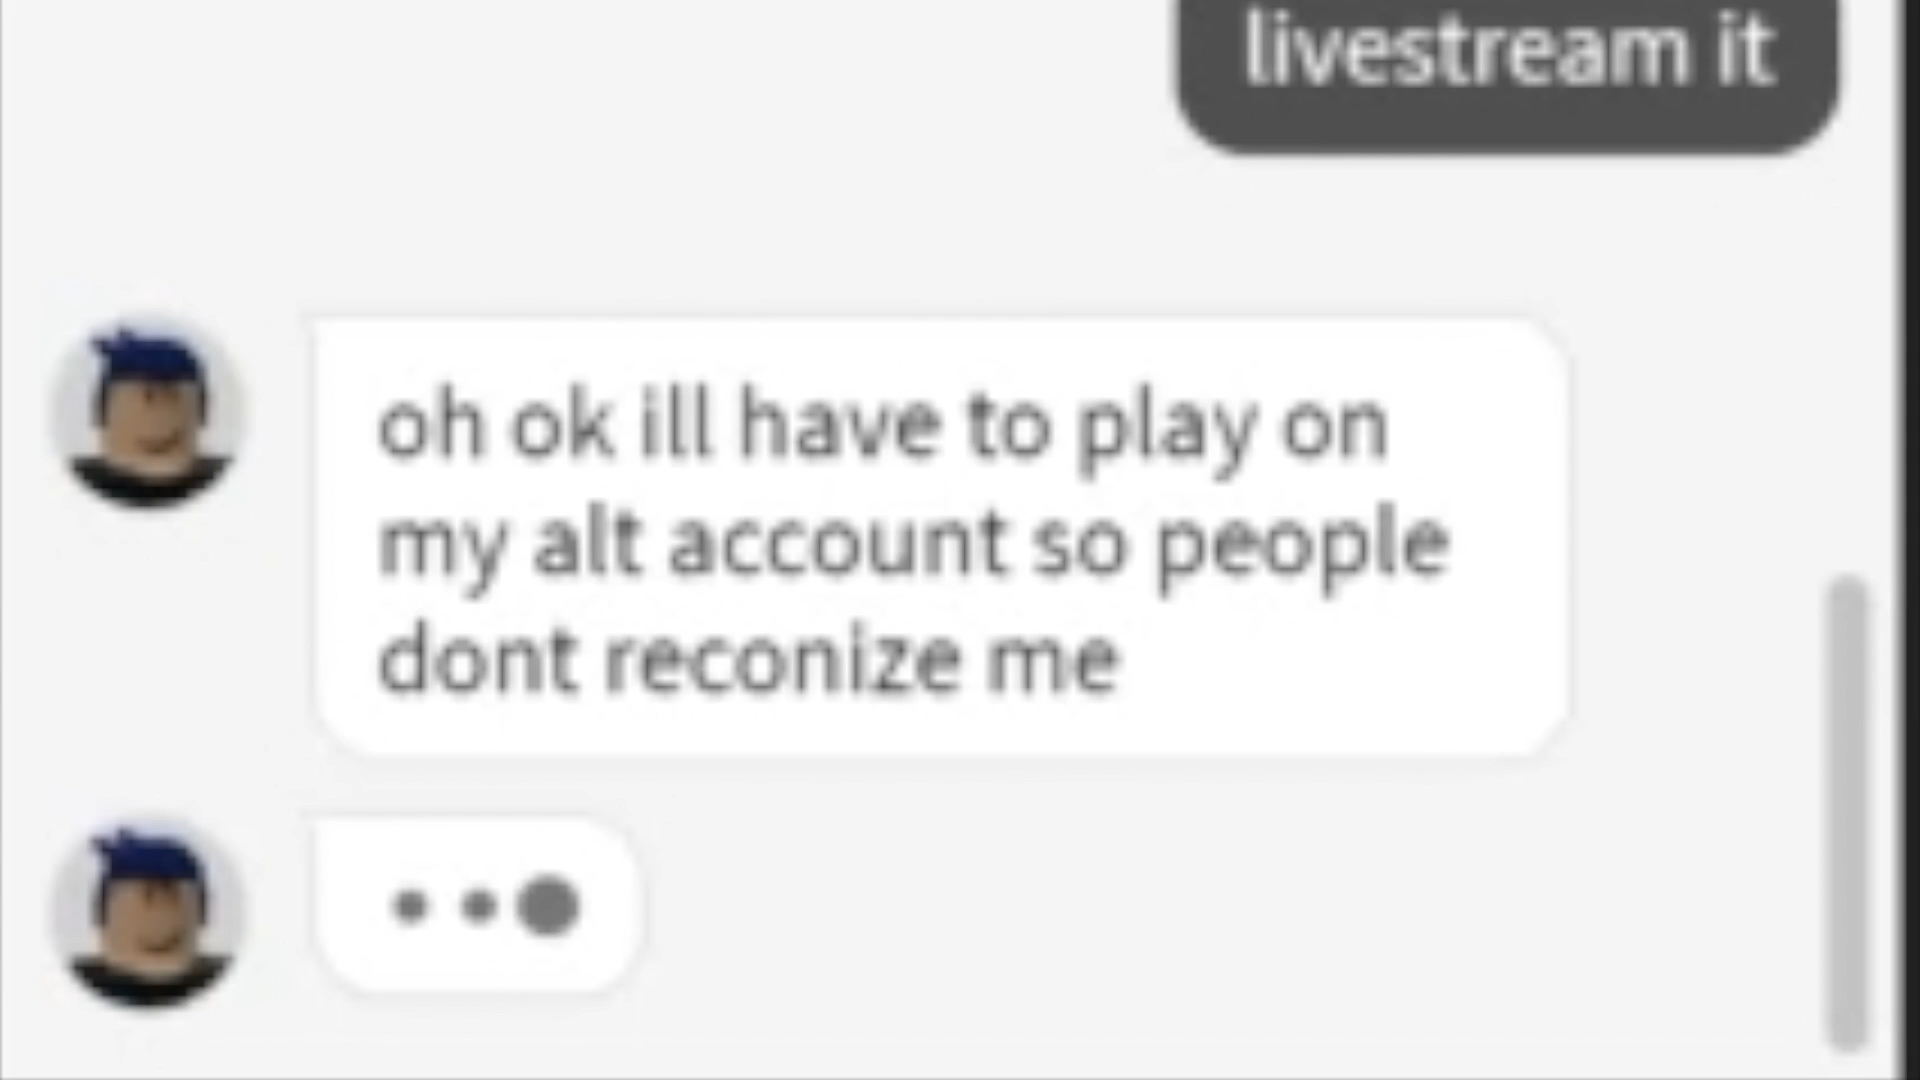 livestream it
oh ok ill have to play on
my alt account so people
dont reconize me